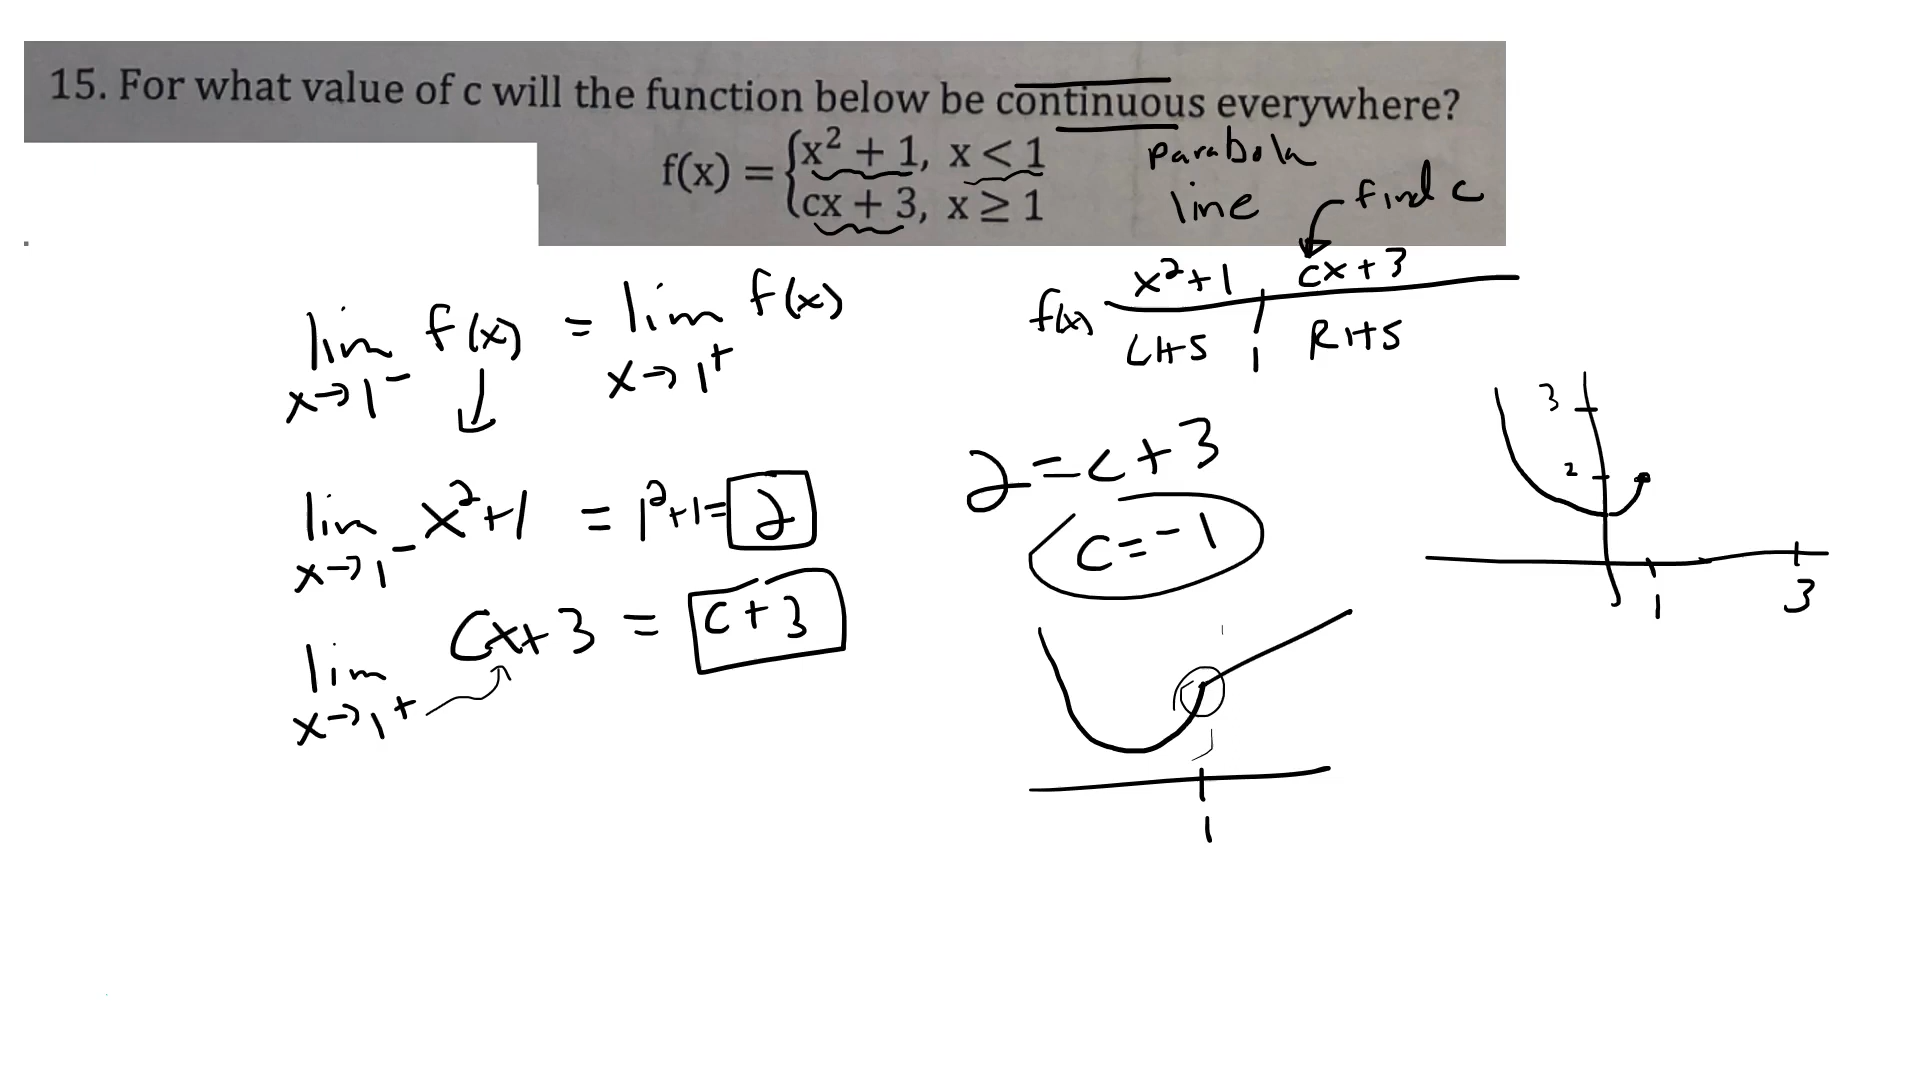 15. For what value of c will the function below be continuous everywhere?
f(x) = {x² + 1, x < 1
cx + 3, x ≥ 1
parabola
line
find c
f(x) x²+1 | cx+3
LHS 1 RHS
lim x→1⁻ f(x) = lim x→1⁺ f(x)
lim x→1⁻ x²+1 = 1²+1 = 2
lim x→1⁺ cx+3 = c+3
2 = c+3
c = -1
3
2
1 3
1